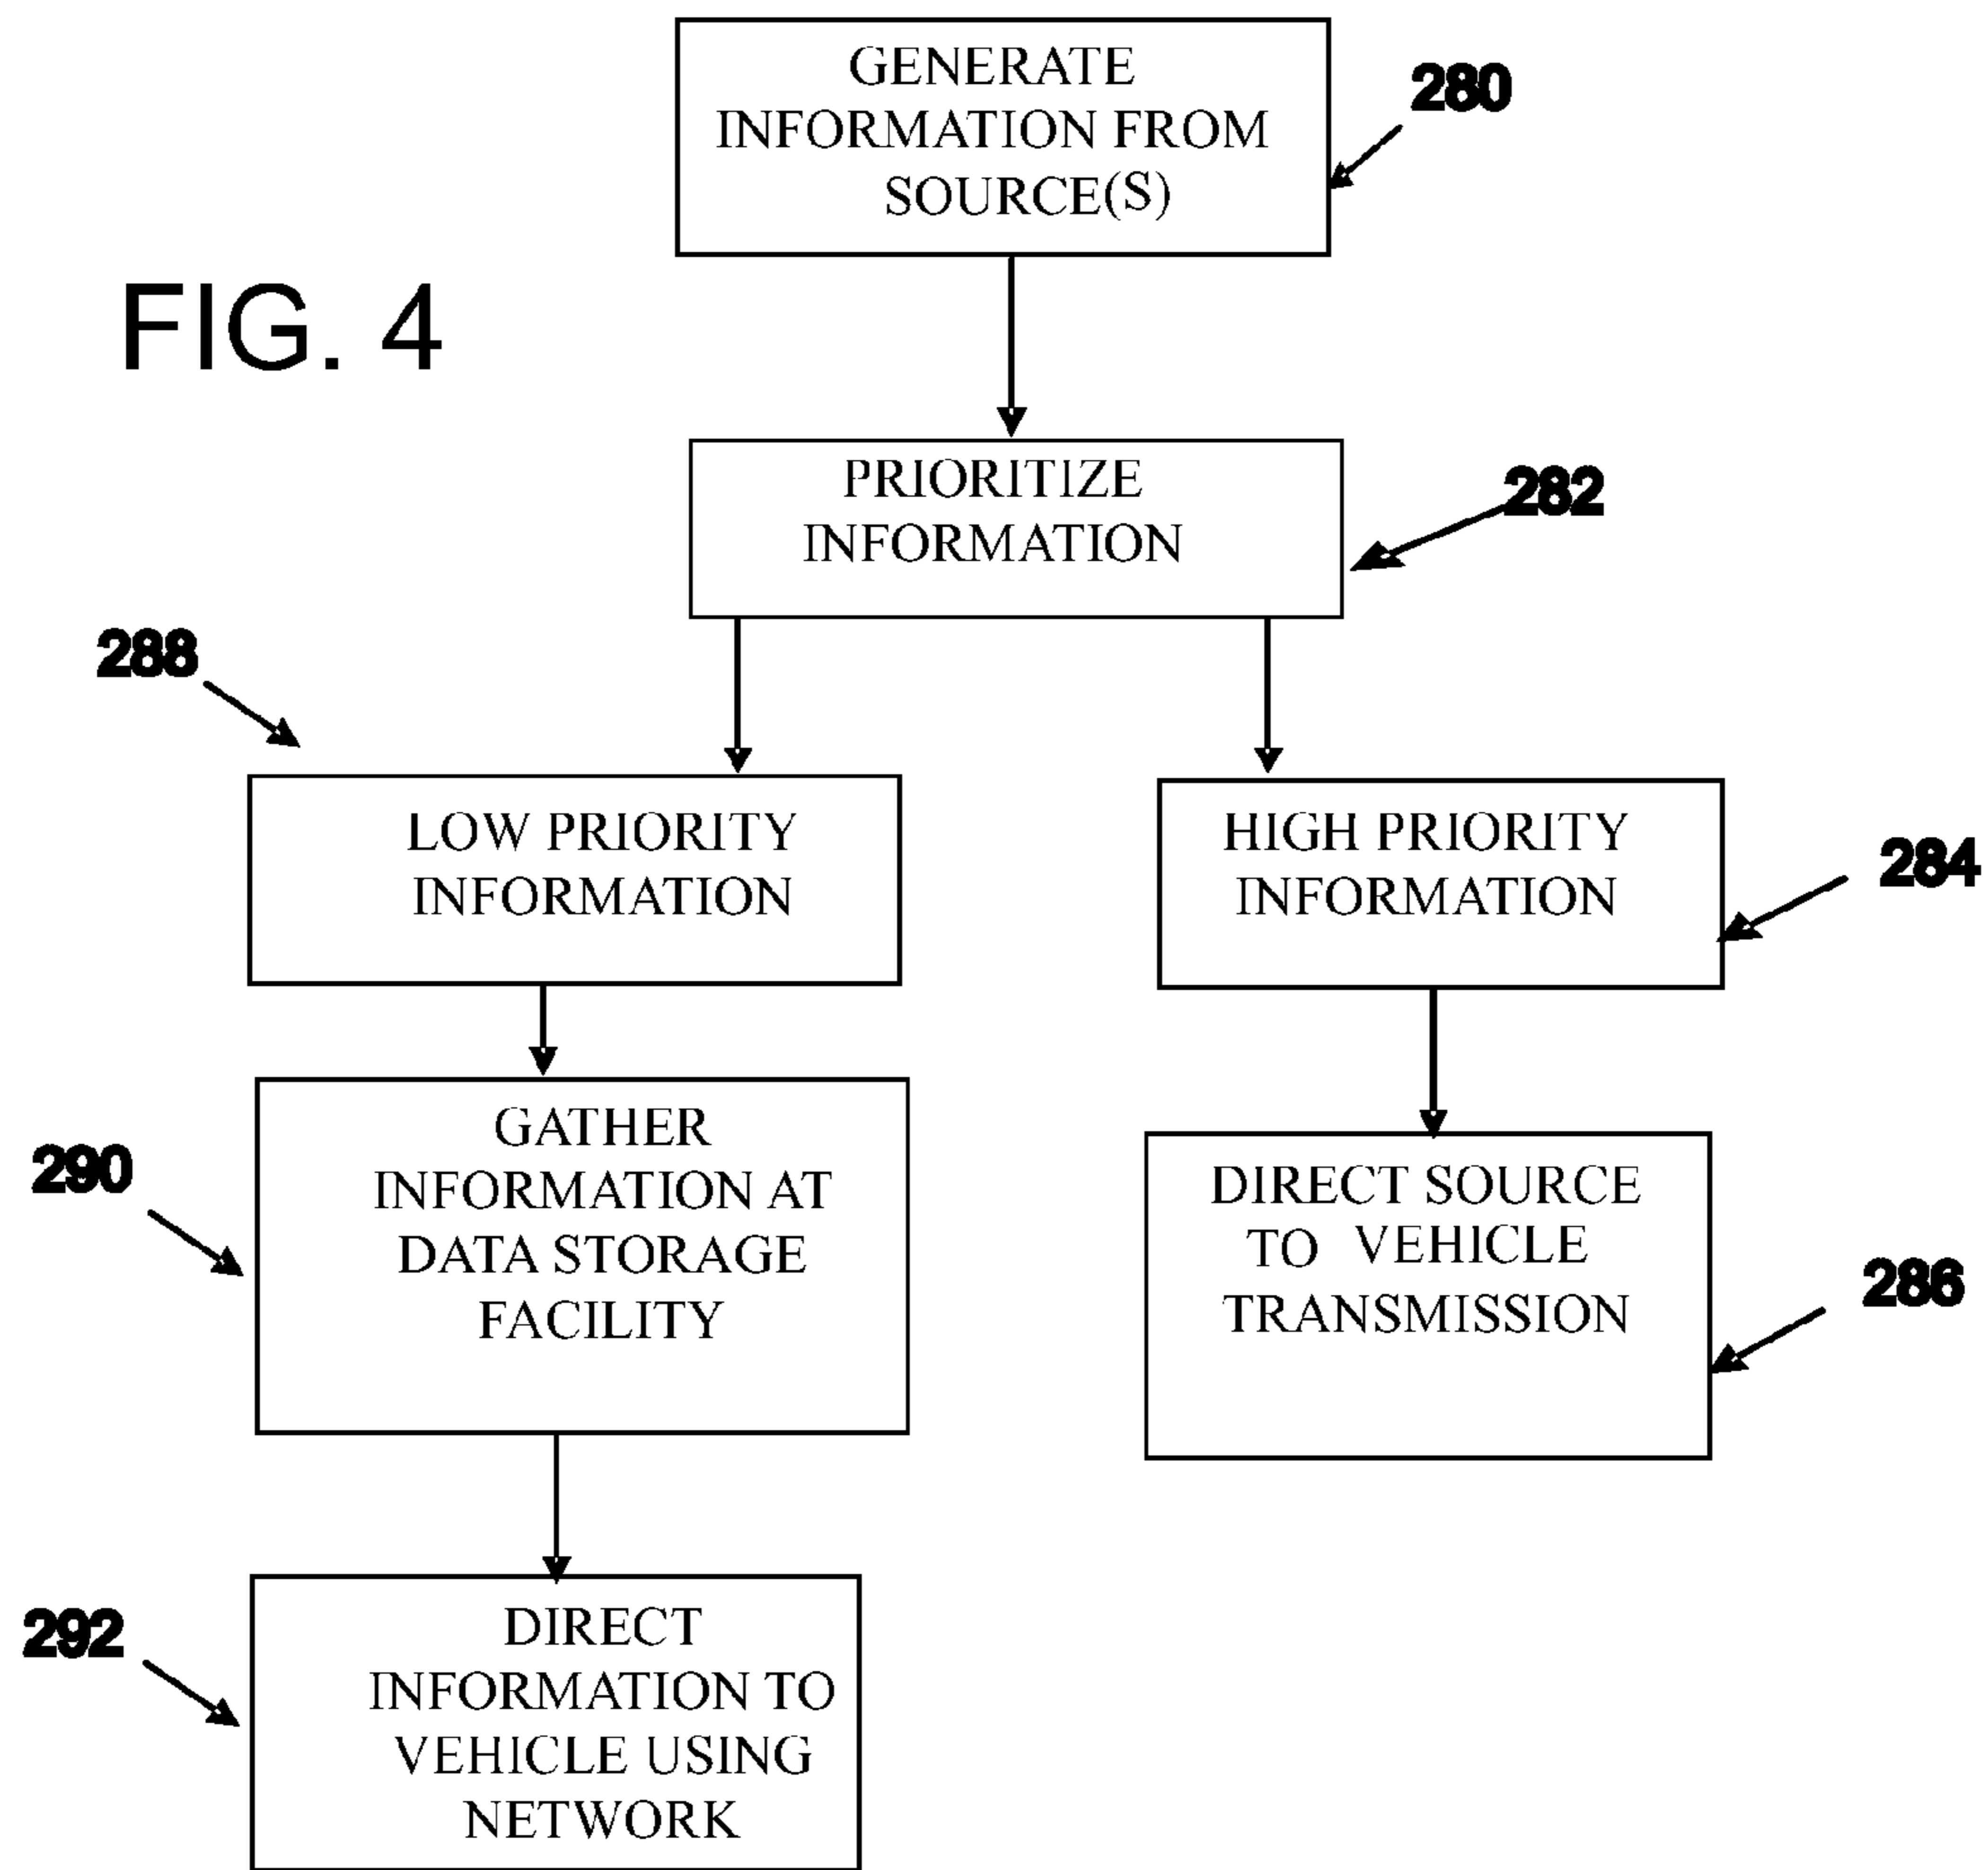 GENERATE
INFORMATION FROM
SOURCE(S)
280
FIG. 4
PRIORITIZE
INFORMATION
282
288
LOW PRIORITY
INFORMATION
HIGH PRIORITY
INFORMATION
284
GATHER
INFORMATION AT
DATA STORAGE
FACILITY
290
DIRECT SOURCE
TO VEHICLE
TRANSMISSION
286
292
DIRECT
INFORMATION TO
VEHICLE USING
NETWORK